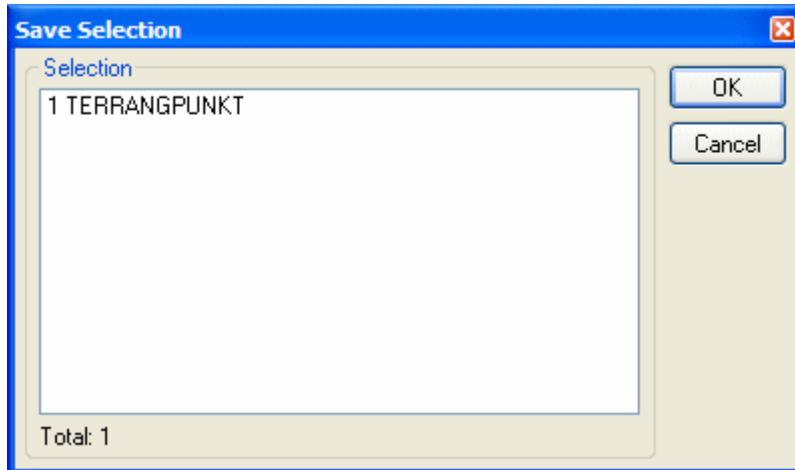 Save Selection
Selection
1 TERRANGPUNKT
OK
Cancel
Total: 1